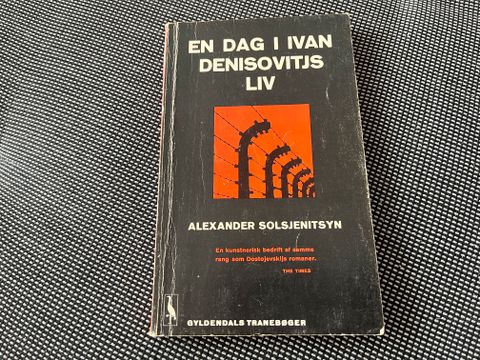 EN DAG I IVAN
DENISOVITJS
LIV
ALEXANDER SOLSJENITSYN
En kunstnerisk bedrift af samme
rang som Dostojevskijs romaner.
THE TIMES
GYLDENDALS TRANEBØGER